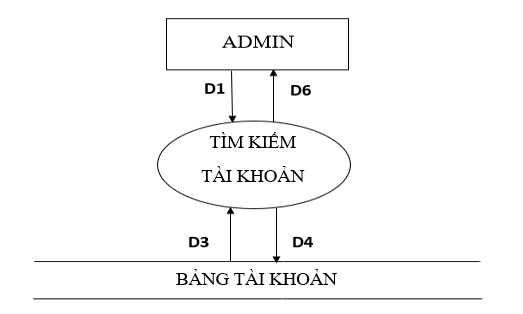 ADMIN
D1
D6
TÌM KIẾM
TÀI KHOẢN
D3
D4
BẢNG TÀI KHOẢN